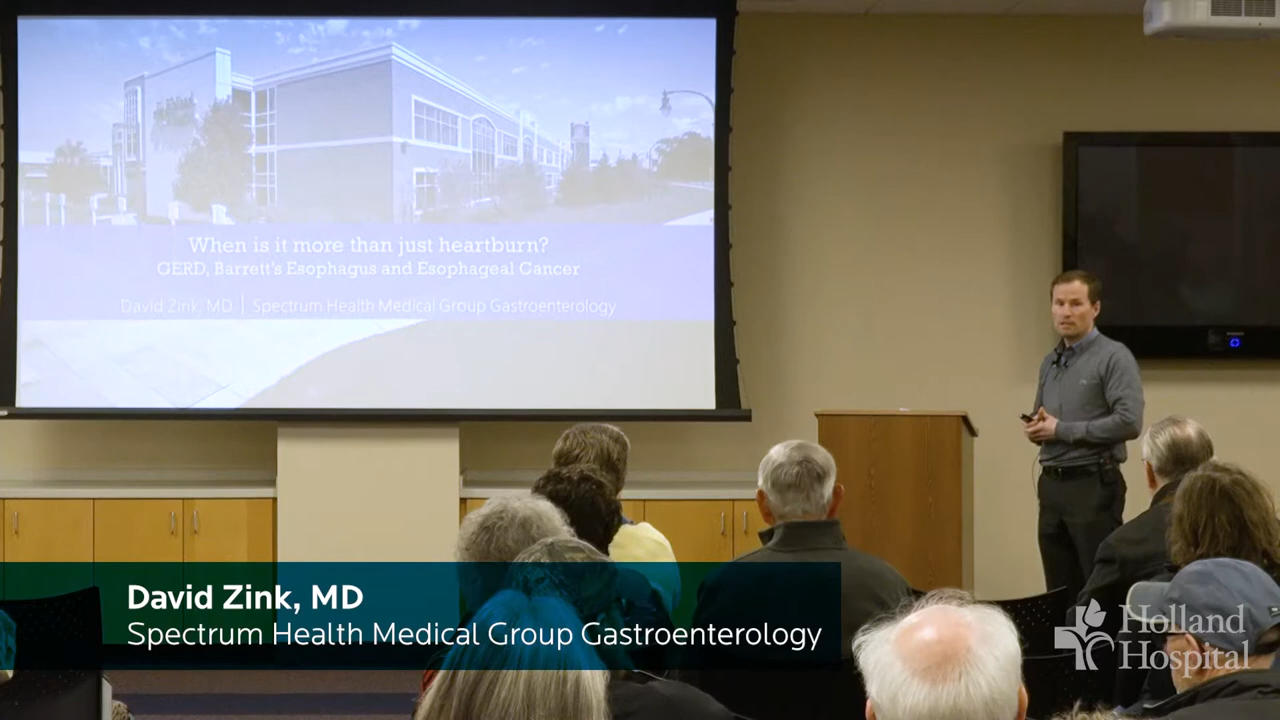 When is it more than just heartburn?
GERD, Barrett's Esophagus and Esophageal Cancer
David Zink, MD | Spectrum Health Medical Group Gastroenterology
David Zink, MD
Spectrum Health Medical Group Gastroenterology
Holland
Hospital